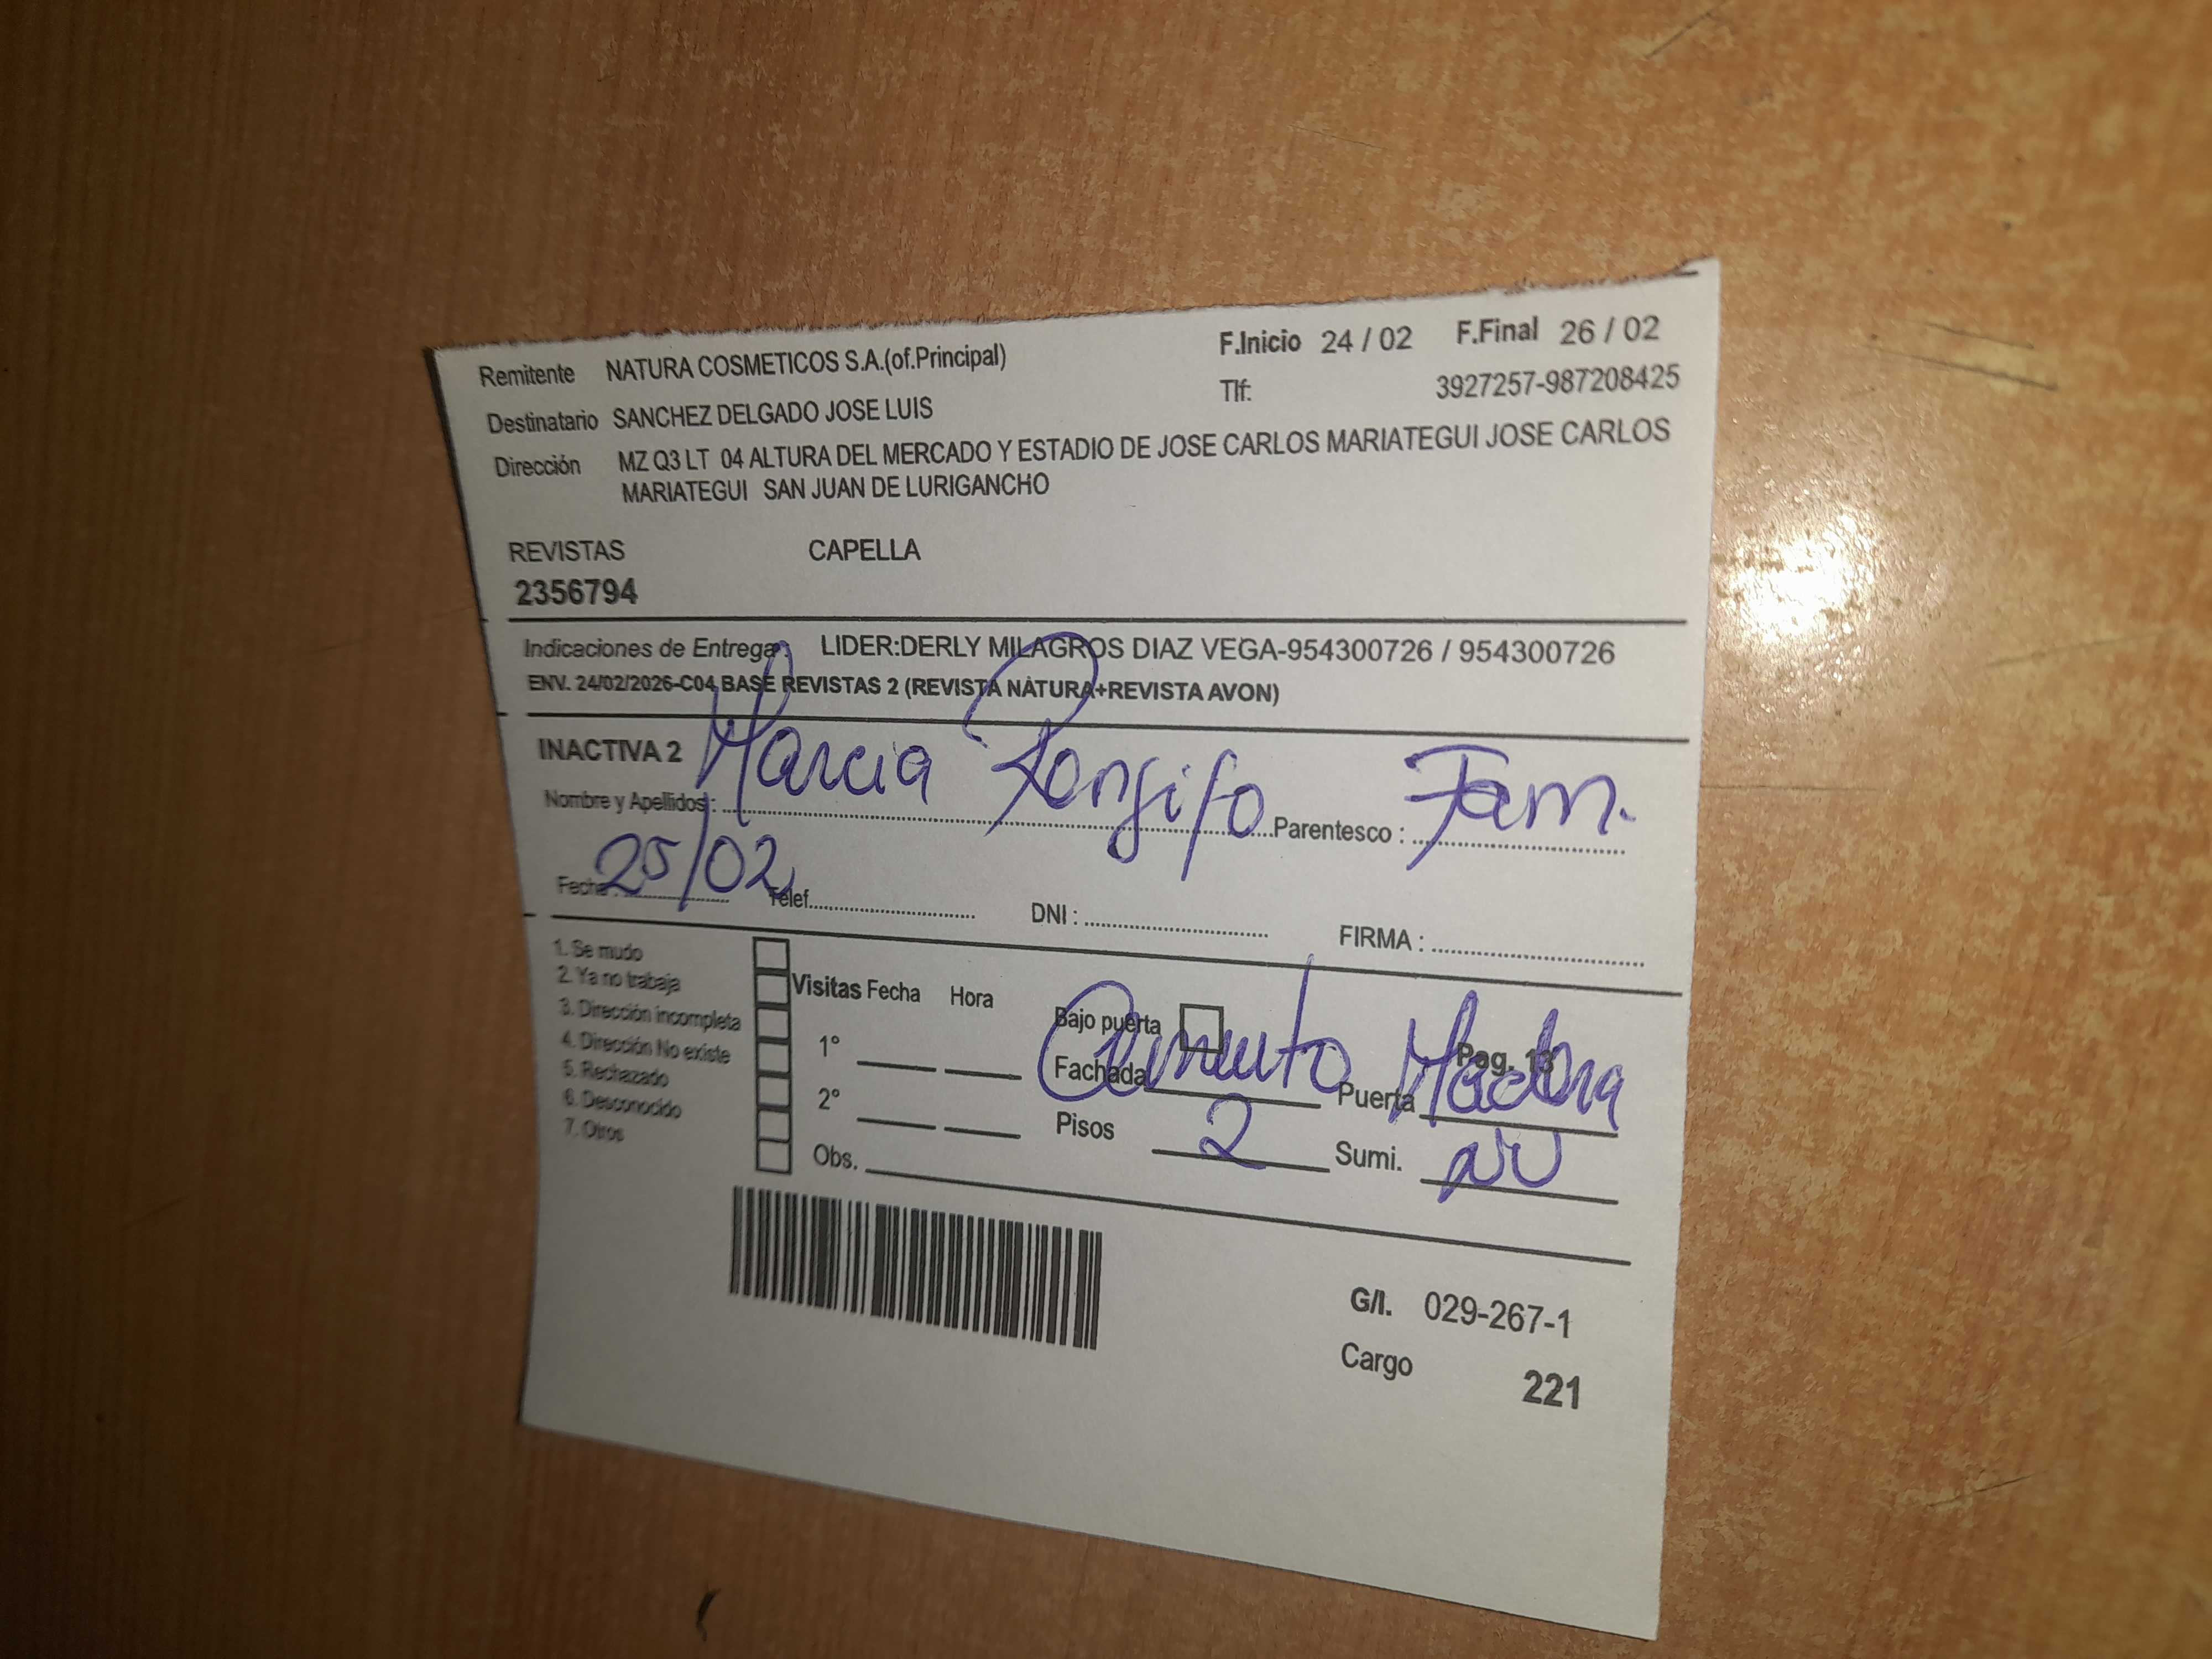 Remitente NATURA COSMETICOS S.A.(of.Principal) F.Inicio 24 / 02 F.Final 26 / 02
Destinatario SANCHEZ DELGADO JOSE LUIS Tlf: 3927257-987208425
Dirección MZ Q3 LT 04 ALTURA DEL MERCADO Y ESTADIO DE JOSE CARLOS MARIATEGUI JOSE CARLOS
MARIATEGUI SAN JUAN DE LURIGANCHO
REVISTAS CAPELLA
2356794
Indicaciones de Entrega : LIDER:DERLY MILAGROS DIAZ VEGA-954300726 / 954300726
ENV. 24/02/2026-C04 BASE REVISTAS 2 (REVISTA NATURA+REVISTA AVON)
INACTIVA 2
Nombre y Apellidos : Marcia Rengifo Parentesco : Fam.
Fecha : 25/02 Telef. DNI : FIRMA :
1. Se mudo
2. Ya no trabaja
3. Dirección incompleta
4. Dirección No existe
5. Rechazado
6. Desconocido
7. Otros
Visitas Fecha Hora
1°
2°
Obs.
Bajo puerta Pag. 13
Fachada Cemento Puerta Madera
Pisos 2 Sumi.
G/I. 029-267-1
Cargo 221